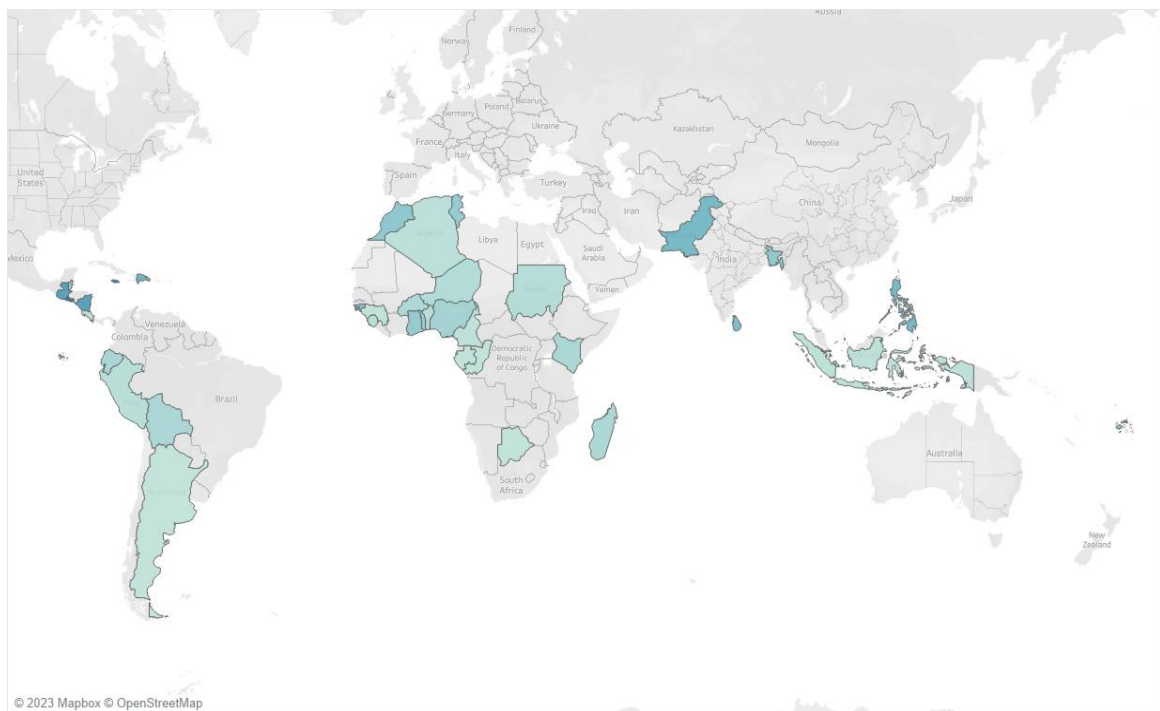 Russia
Norway
Finland
Belarus
Poland
Germany
Ukraine
France
Italy
Spain
Turkey
Kazakhstan
Mongolia
China
Japan
Iran
Iraq
Libya
Egypt
Saudi
Arabia
Yemen
India
United
States
Mexico
Venezuela
Colombia
Brazil
Democratic
Republic
of Congo
South
Africa
Australia
New
Zealand
© 2023 Mapbox © OpenStreetMap